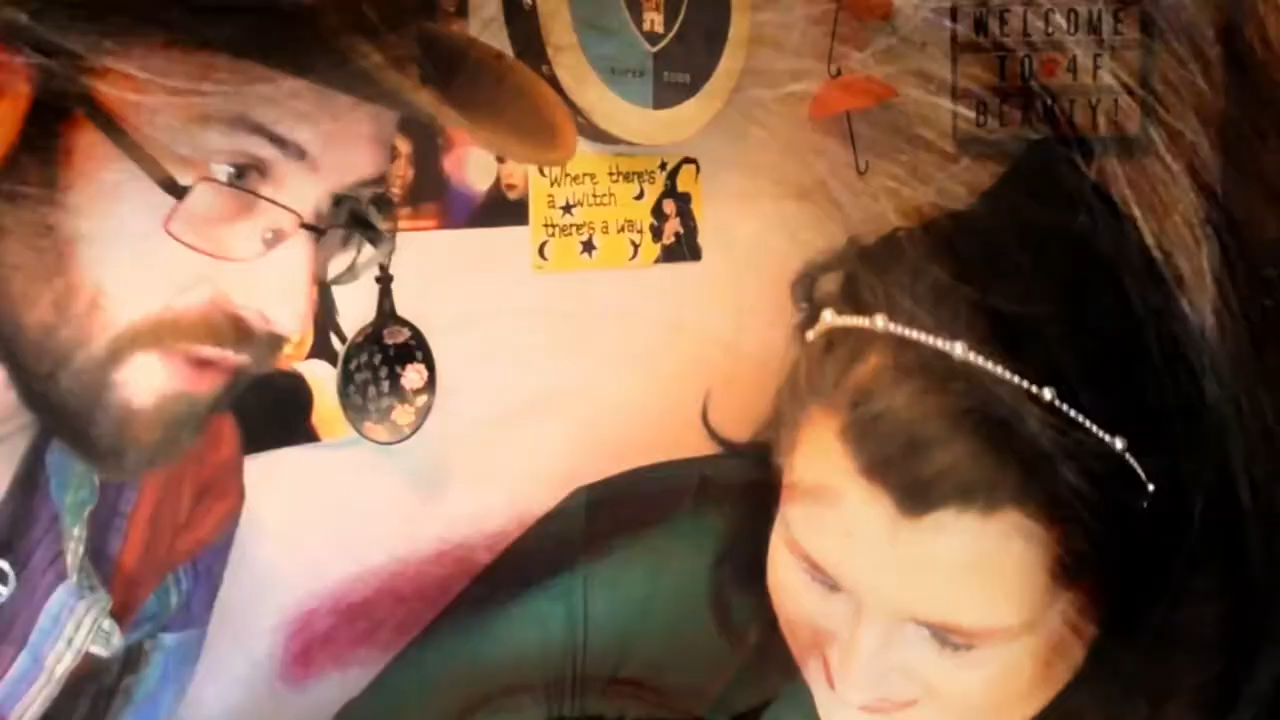 WELCOME
TO 4F
BEAUTY!
Where there's
a witch
there's a way